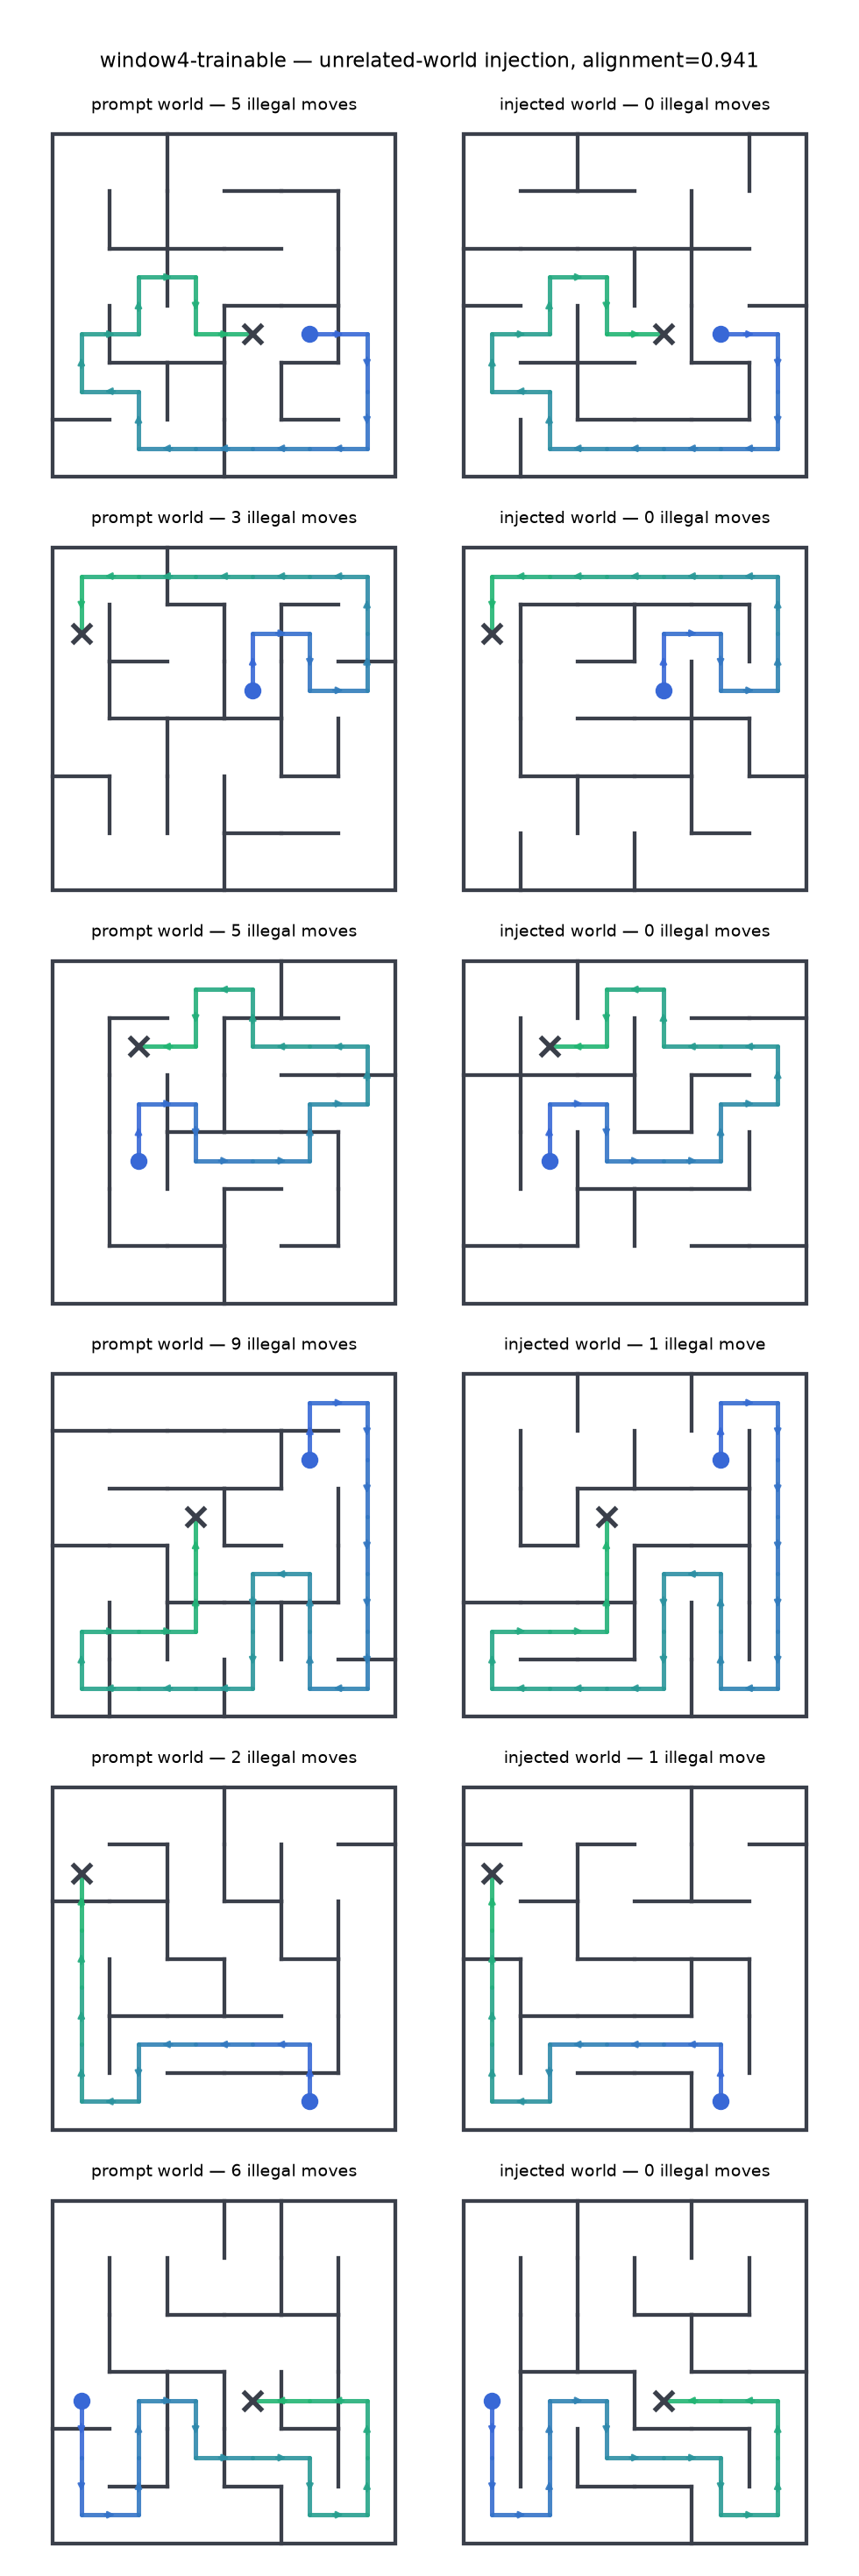 window4-trainable — unrelated-world injection, alignment=0.941
prompt world — 5 illegal moves
injected world — 0 illegal moves
prompt world — 3 illegal moves
injected world — 0 illegal moves
prompt world — 5 illegal moves
injected world — 0 illegal moves
prompt world — 9 illegal moves
injected world — 1 illegal move
prompt world — 2 illegal moves
injected world — 1 illegal move
prompt world — 6 illegal moves
injected world — 0 illegal moves